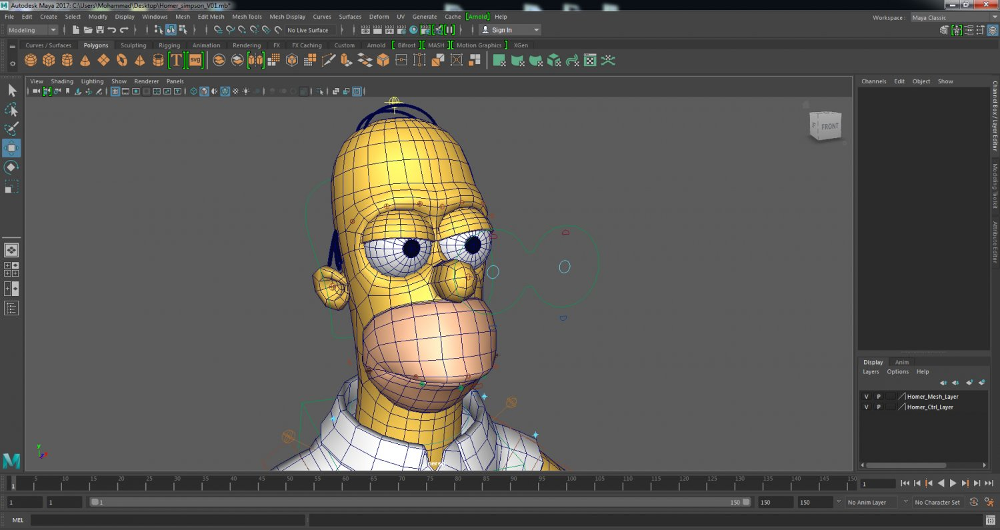 Autodesk Maya 2017: C:\Users\Mohammad\Desktop\Homer_simpson_V01.mb*
File Edit Create Select Modify Display Windows Mesh Edit Mesh Mesh Tools Mesh Display Curves Surfaces Deform UV Generate Cache [Arnold] Help
Workspace : Maya Classic
Modeling No Live Surface IPR Sign In
Curves / Surfaces Polygons Sculpting Rigging Animation Rendering FX FX Caching Custom Arnold Bifrost MASH Motion Graphics XGen
T SVG
View Shading Lighting Show Renderer Panels
Channels Edit Object Show
FRONT
Channel Box / Layer Editor
Modeling Toolkit
Attribute Editor
Display Anim
Layers Options Help
V P Homer_Mesh_Layer
V P Homer_Ctrl_Layer
persp
y
z x
1 5 10 15 20 25 30 35 40 45 50 55 60 65 70 75 80 85 90 95 100 105 110 115 120 125 130 135 140 145 150 1
1 1 1 150 150 150 No Anim Layer No Character Set
MEL